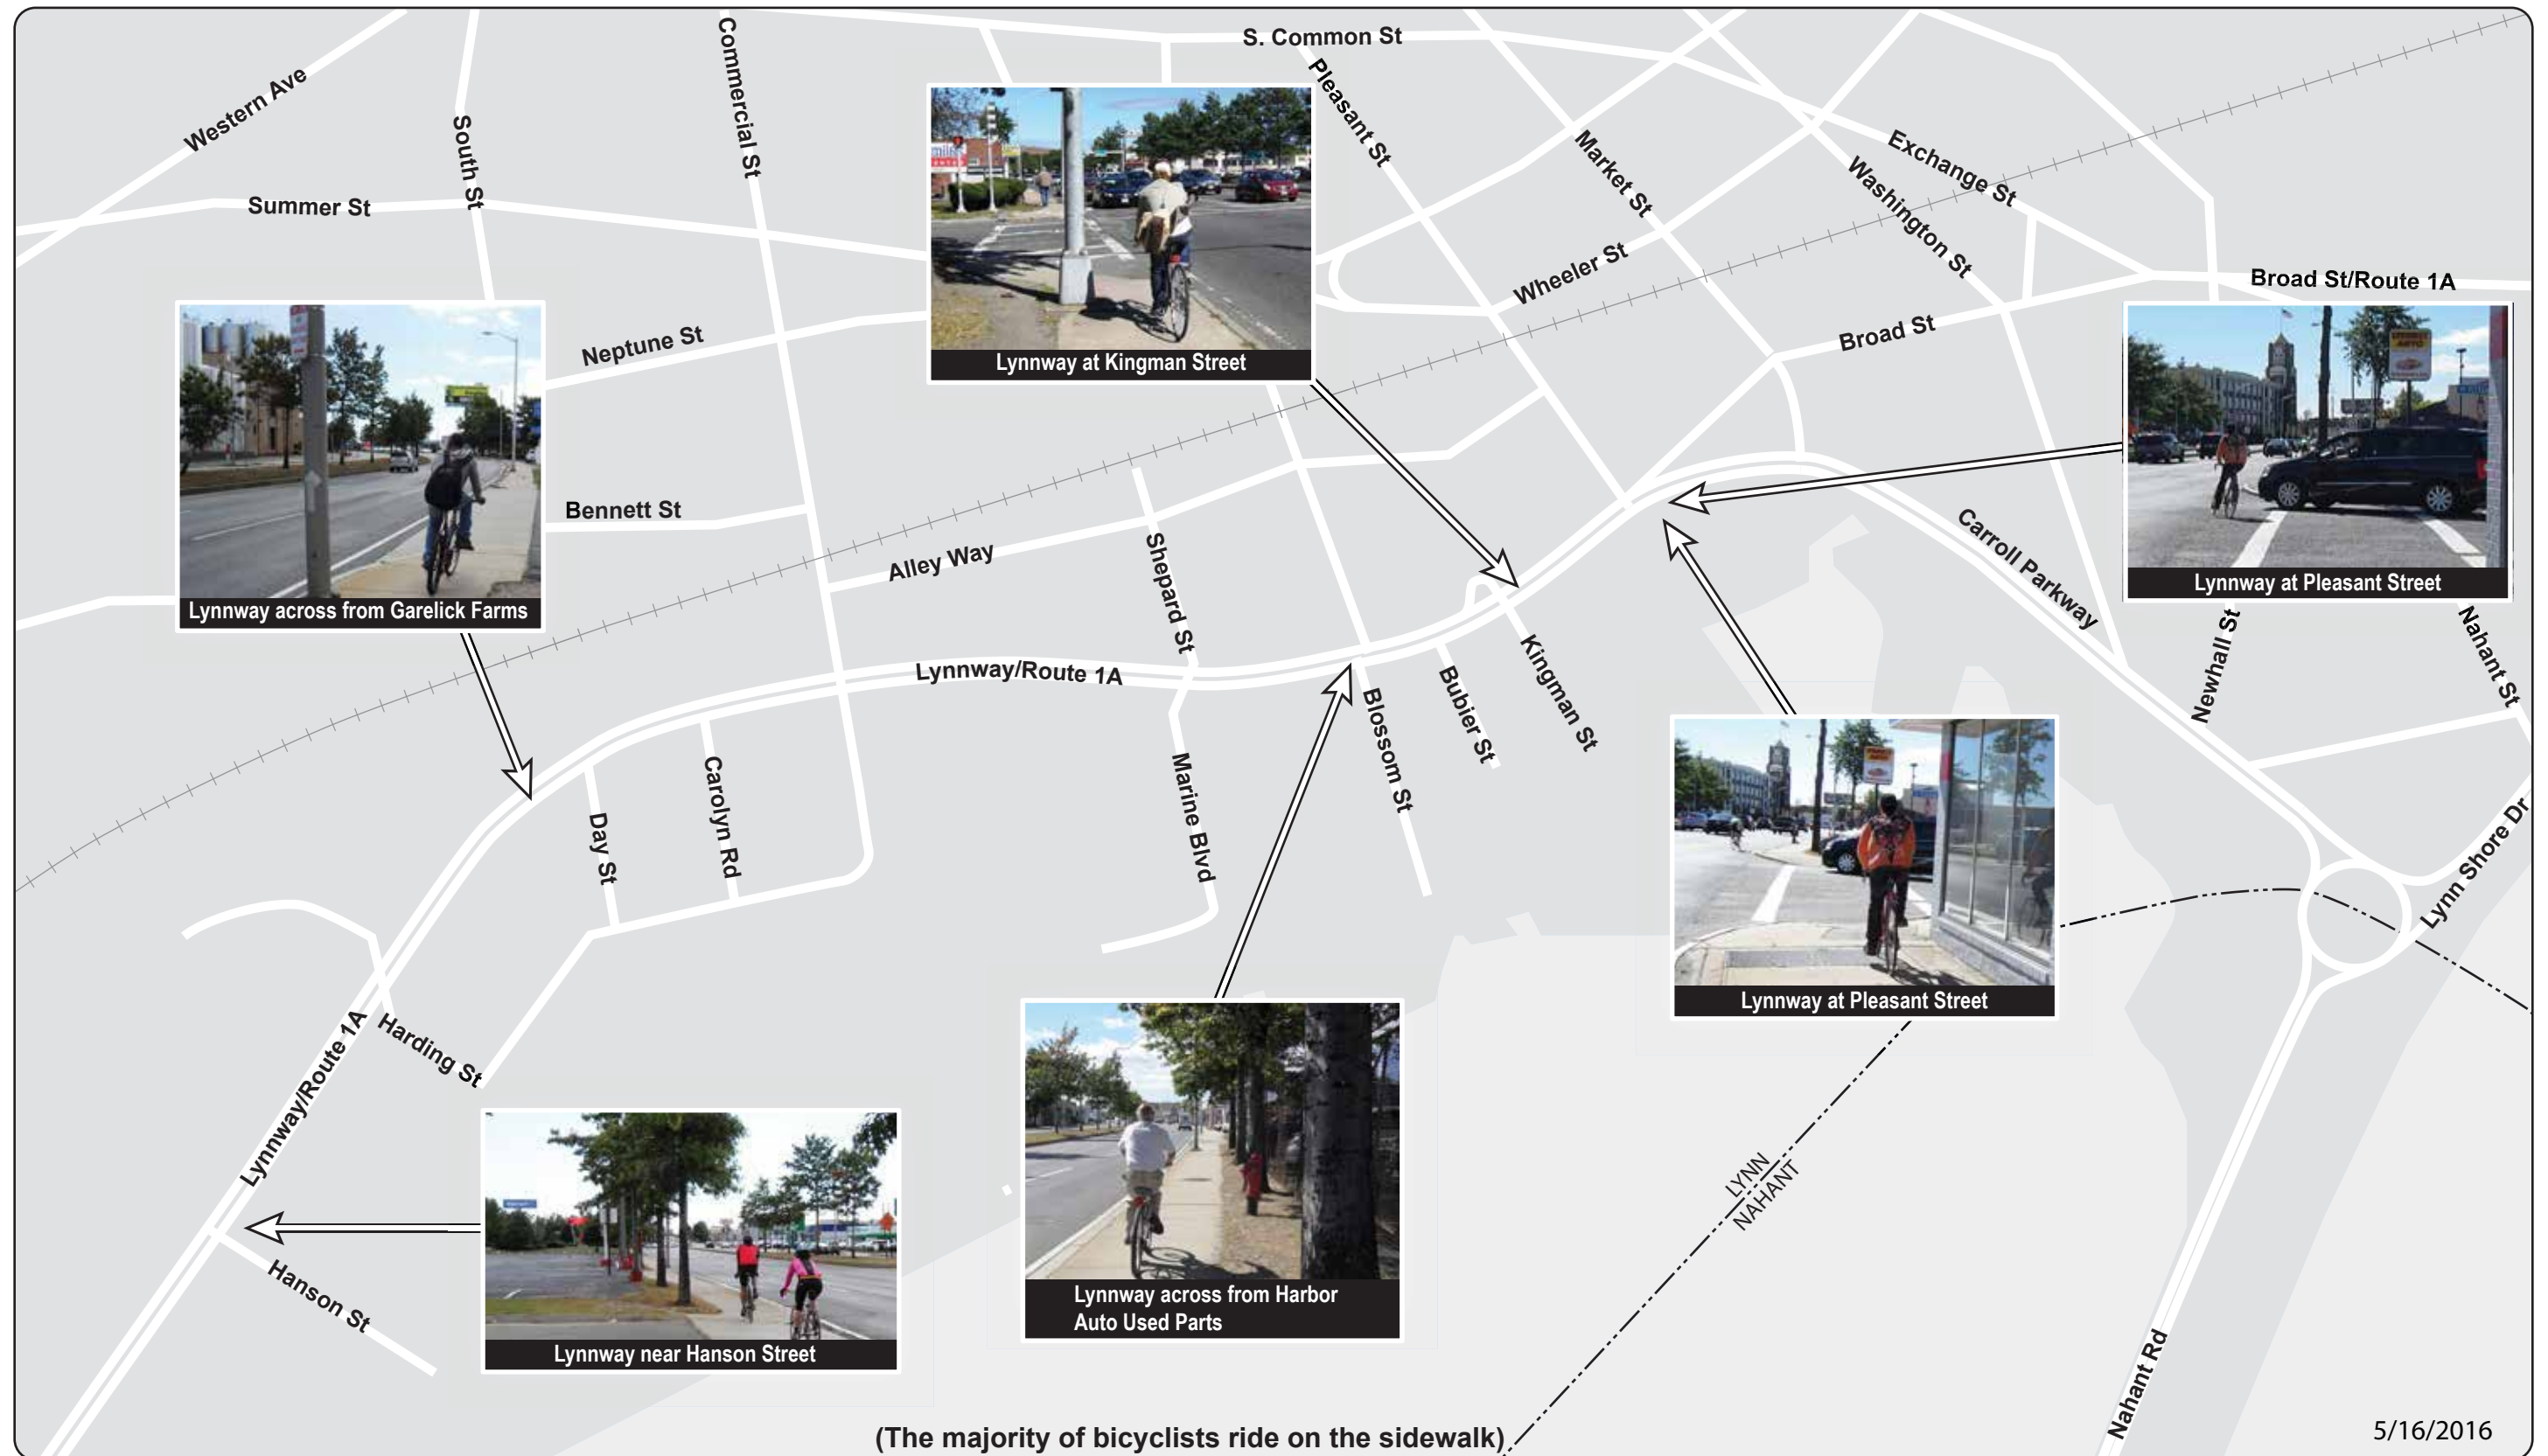 S. Common St
Western Ave
South St
Commercial St
Pleasant St
Market St
Exchange St
Washington St
Summer St
Wheeler St
Broad St/Route 1A
Neptune St
Broad St
Lynnway at Kingman Street
Bennett St
Alley Way
Shepard St
Carroll Parkway
Lynnway at Pleasant Street
Lynnway across from Garelick Farms
Newhall St
Nahant St
Lynnway/Route 1A
Kingman St
Bubier St
Blossom St
Marine Blvd
Carolyn Rd
Day St
Lynn Shore Dr
Lynnway at Pleasant Street
Harding St
Lynnway/Route 1A
LYNN
NAHANT
Hanson St
Lynnway across from Harbor
Auto Used Parts
Lynnway near Hanson Street
Nahant Rd
(The majority of bicyclists ride on the sidewalk)
5/16/2016